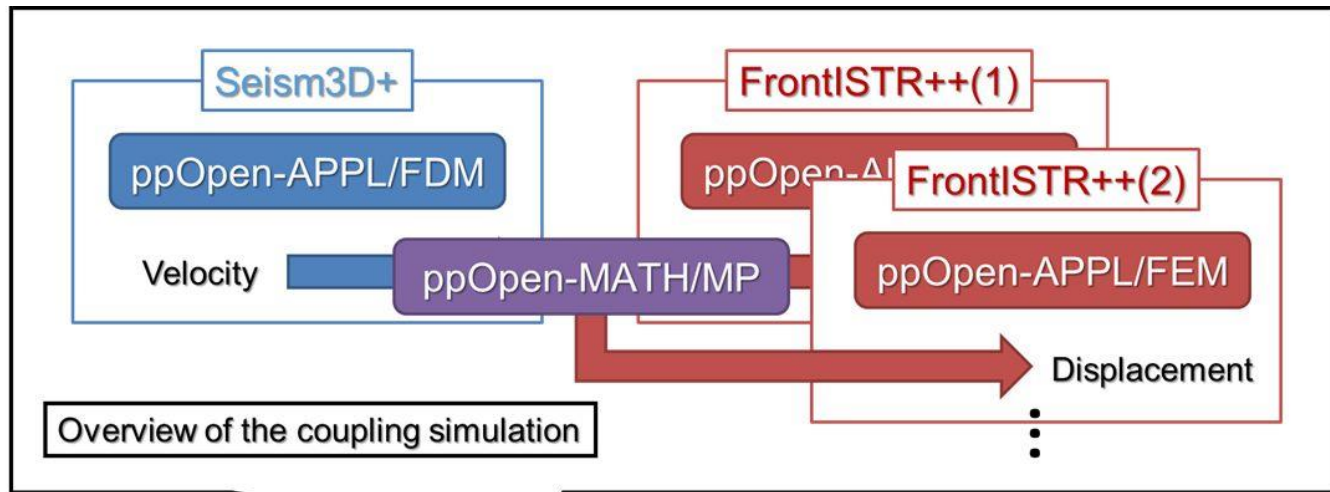 Seism3D+
FrontISTR++(1)
ppOpen-APPL/FDM
FrontISTR++(2)
Velocity
ppOpen-MATH/MP
ppOpen-APPL/FEM
Displacement
Overview of the coupling simulation